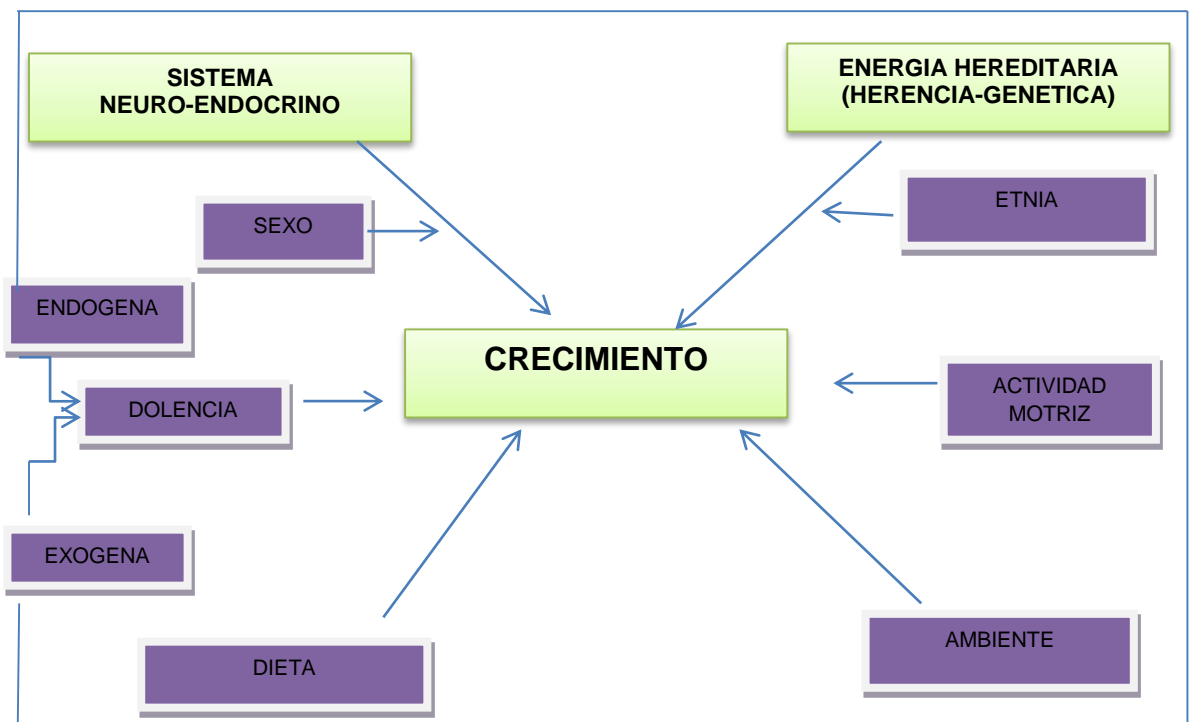 SISTEMA
NEURO-ENDOCRINO
ENERGIA HEREDITARIA
(HERENCIA-GENETICA)
SEXO
ETNIA
ENDOGENA
CRECIMIENTO
DOLENCIA
ACTIVIDAD
MOTRIZ
EXOGENA
DIETA
AMBIENTE